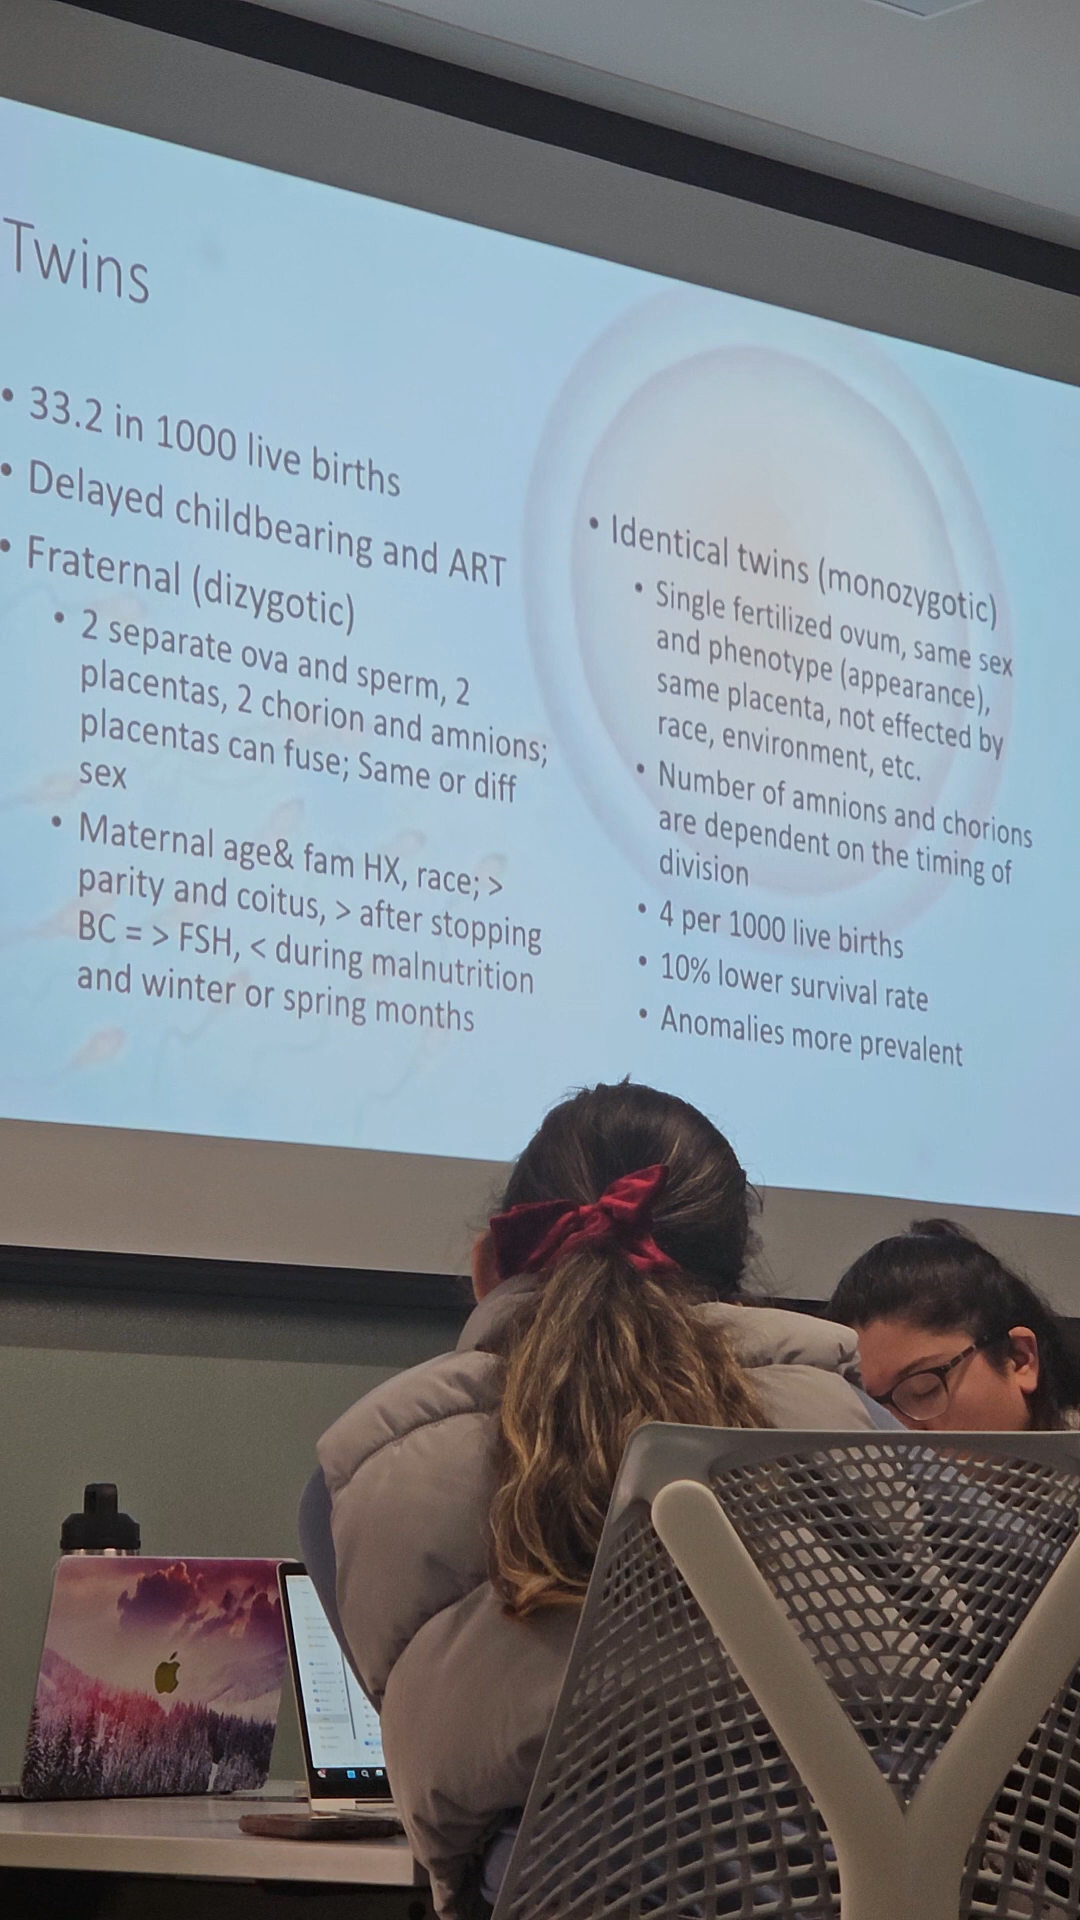 Twins
• 33.2 in 1000 live births
• Delayed childbearing and ART
• Fraternal (dizygotic)
• 2 separate ova and sperm, 2
placentas, 2 chorion and amnions;
placentas can fuse; Same or diff
sex
• Maternal age& fam HX, race; >
parity and coitus, > after stopping
BC = > FSH, < during malnutrition
and winter or spring months
• Identical twins (monozygotic)
• Single fertilized ovum, same sex
and phenotype (appearance),
same placenta, not effected by
race, environment, etc.
• Number of amnions and chorions
are dependent on the timing of
division
• 4 per 1000 live births
• 10% lower survival rate
• Anomalies more prevalent